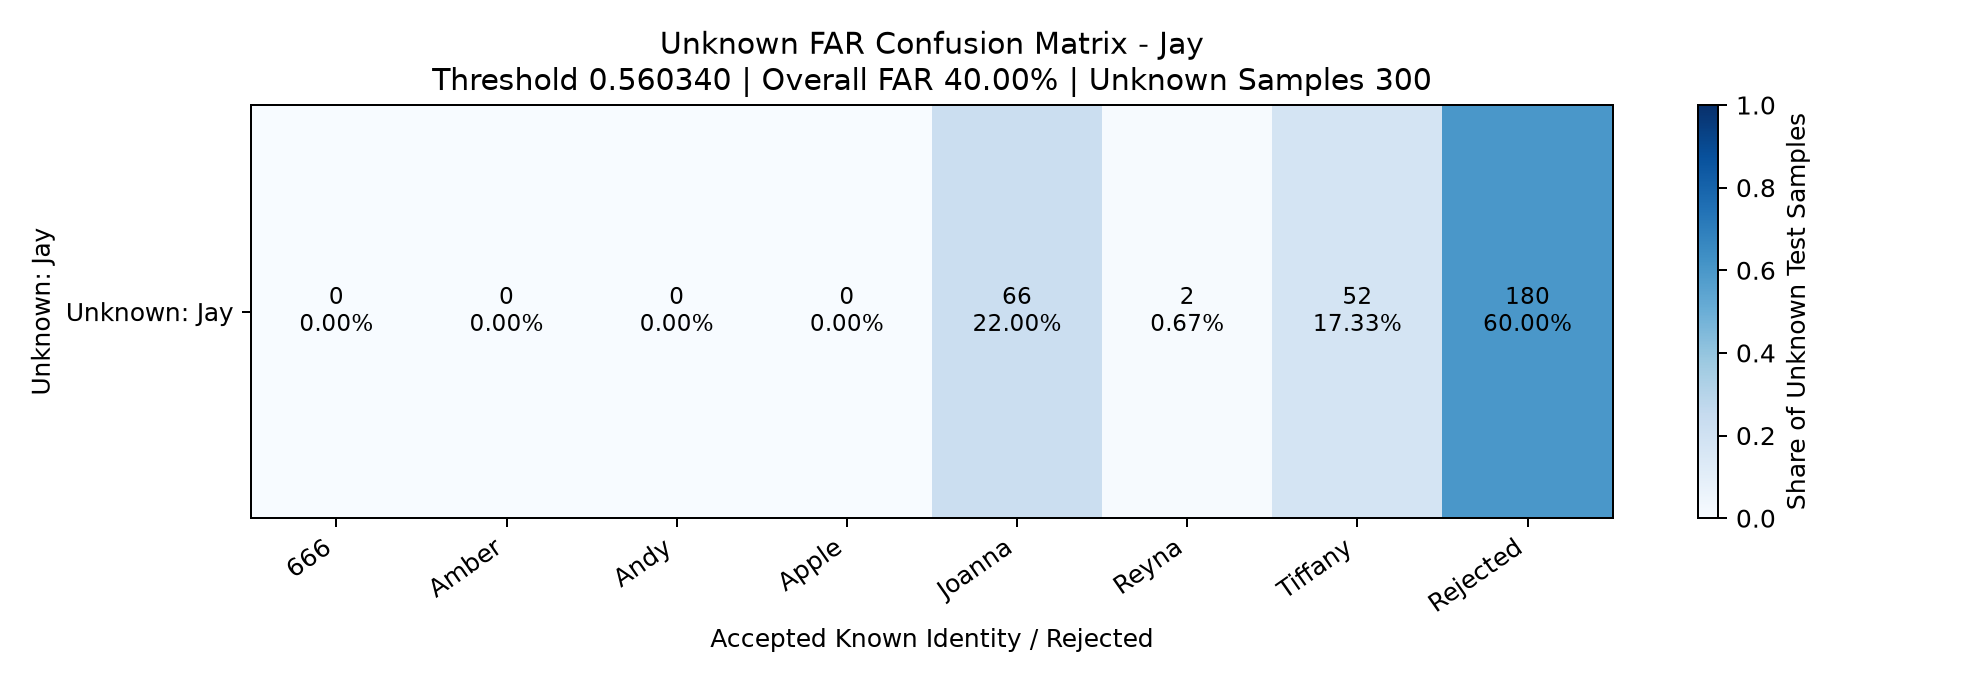 Unknown FAR Confusion Matrix - Jay
Threshold 0.560340 | Overall FAR 40.00% | Unknown Samples 300
Unknown: Jay
Unknown: Jay
0
0.00%
0
0.00%
0
0.00%
0
0.00%
66
22.00%
2
0.67%
52
17.33%
180
60.00%
666
Amber
Andy
Apple
Joanna
Reyna
Tiffany
Rejected
Accepted Known Identity / Rejected
1.0
0.8
0.6
0.4
0.2
0.0
Share of Unknown Test Samples